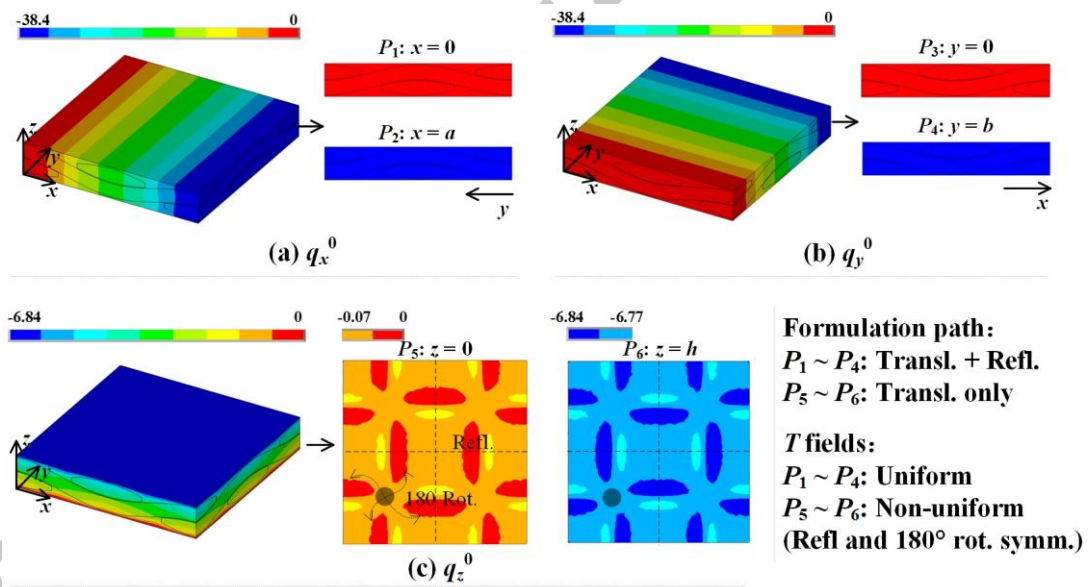 -38.4 0
P1: x = 0
P2: x = a
z
y
x
y
(a) qx0
-38.4 0
P3: y = 0
P4: y = b
z
y
x
x
(b) qy0
-6.84 0
z
y
x
-0.07 0
P5: z = 0
Refl.
180 Rot.
-6.84 -6.77
P6: z = h
(c) qz0
Formulation path:
P1 ~ P4: Transl. + Refl.
P5 ~ P6: Transl. only
T fields:
P1 ~ P4: Uniform
P5 ~ P6: Non-uniform
(Refl and 180° rot. symm.)